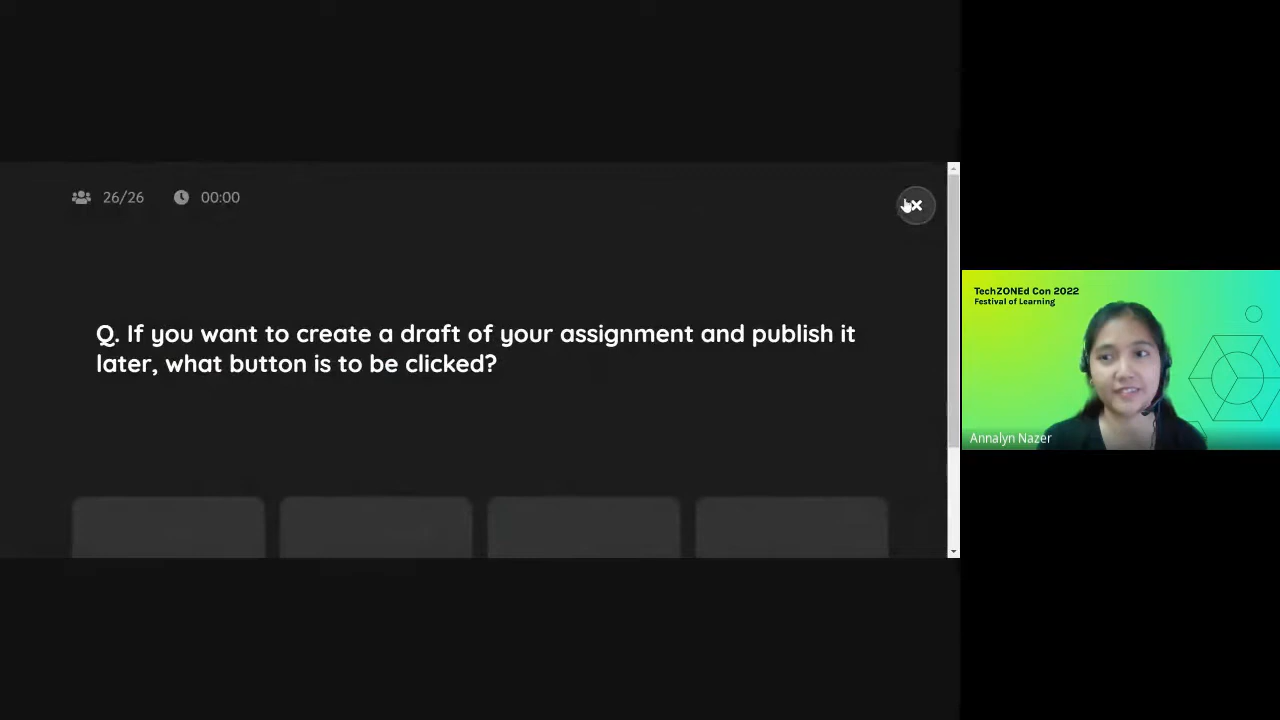 26/26
00:00
Q. If you want to create a draft of your assignment and publish it
later, what button is to be clicked?
TechZONEd Con 2022
Festival of Learning
Annalyn Nazer